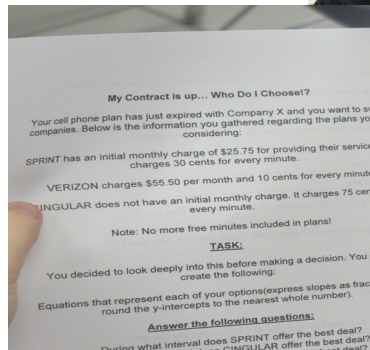 My Contract is up... Who Do I Choose!?
Your cell phone plan has just expired with Company X and you want to
companies. Below is the information you gathered regarding the plans
considering:
SPRINT has an initial monthly charge of $25.75 for providing their
charges 30 cents for every minute.
VERIZON charges $55.50 per month and 10 cents for every
CINGULAR does not have an initial monthly charge. It charges 75
every minute.
Note: No more free minutes included in plans!
TASK:
You decided to look deeply into this before making a decision. You
create the following:
Equations that represent each of your options(express slopes as
round the y-intercepts to the nearest whole number).
Answer the following questions:
During what interval does SPRINT offer the best deal?
CINGULAR offer the best deal?